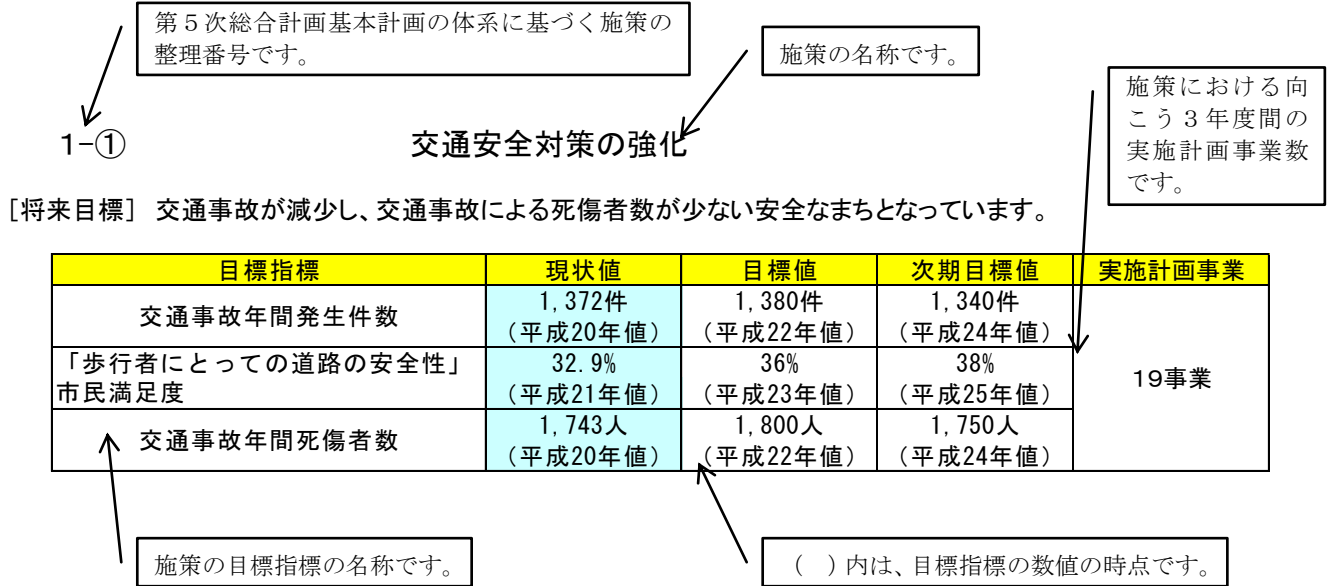 第５次総合計画基本計画の体系に基づく施策の
整理番号です。
施策の名称です。
施策における向
こう３年度間の
実施計画事業数
です。
1-① 交通安全対策の強化
［将来目標］ 交通事故が減少し、交通事故による死傷者数が少ない安全なまちとなっています。
目標指標 現状値 目標値 次期目標値 実施計画事業
交通事故年間発生件数 1,372件 1,380件 1,340件
（平成20年値） （平成22年値） （平成24年値）
「歩行者にとっての道路の安全性」 32.9% 36% 38%
市民満足度 （平成21年値） （平成23年値） （平成25年値）
19事業
交通事故年間死傷者数 1,743人 1,800人 1,750人
（平成20年値） （平成22年値） （平成24年値）
施策の目標指標の名称です。
（　）内は、目標指標の数値の時点です。